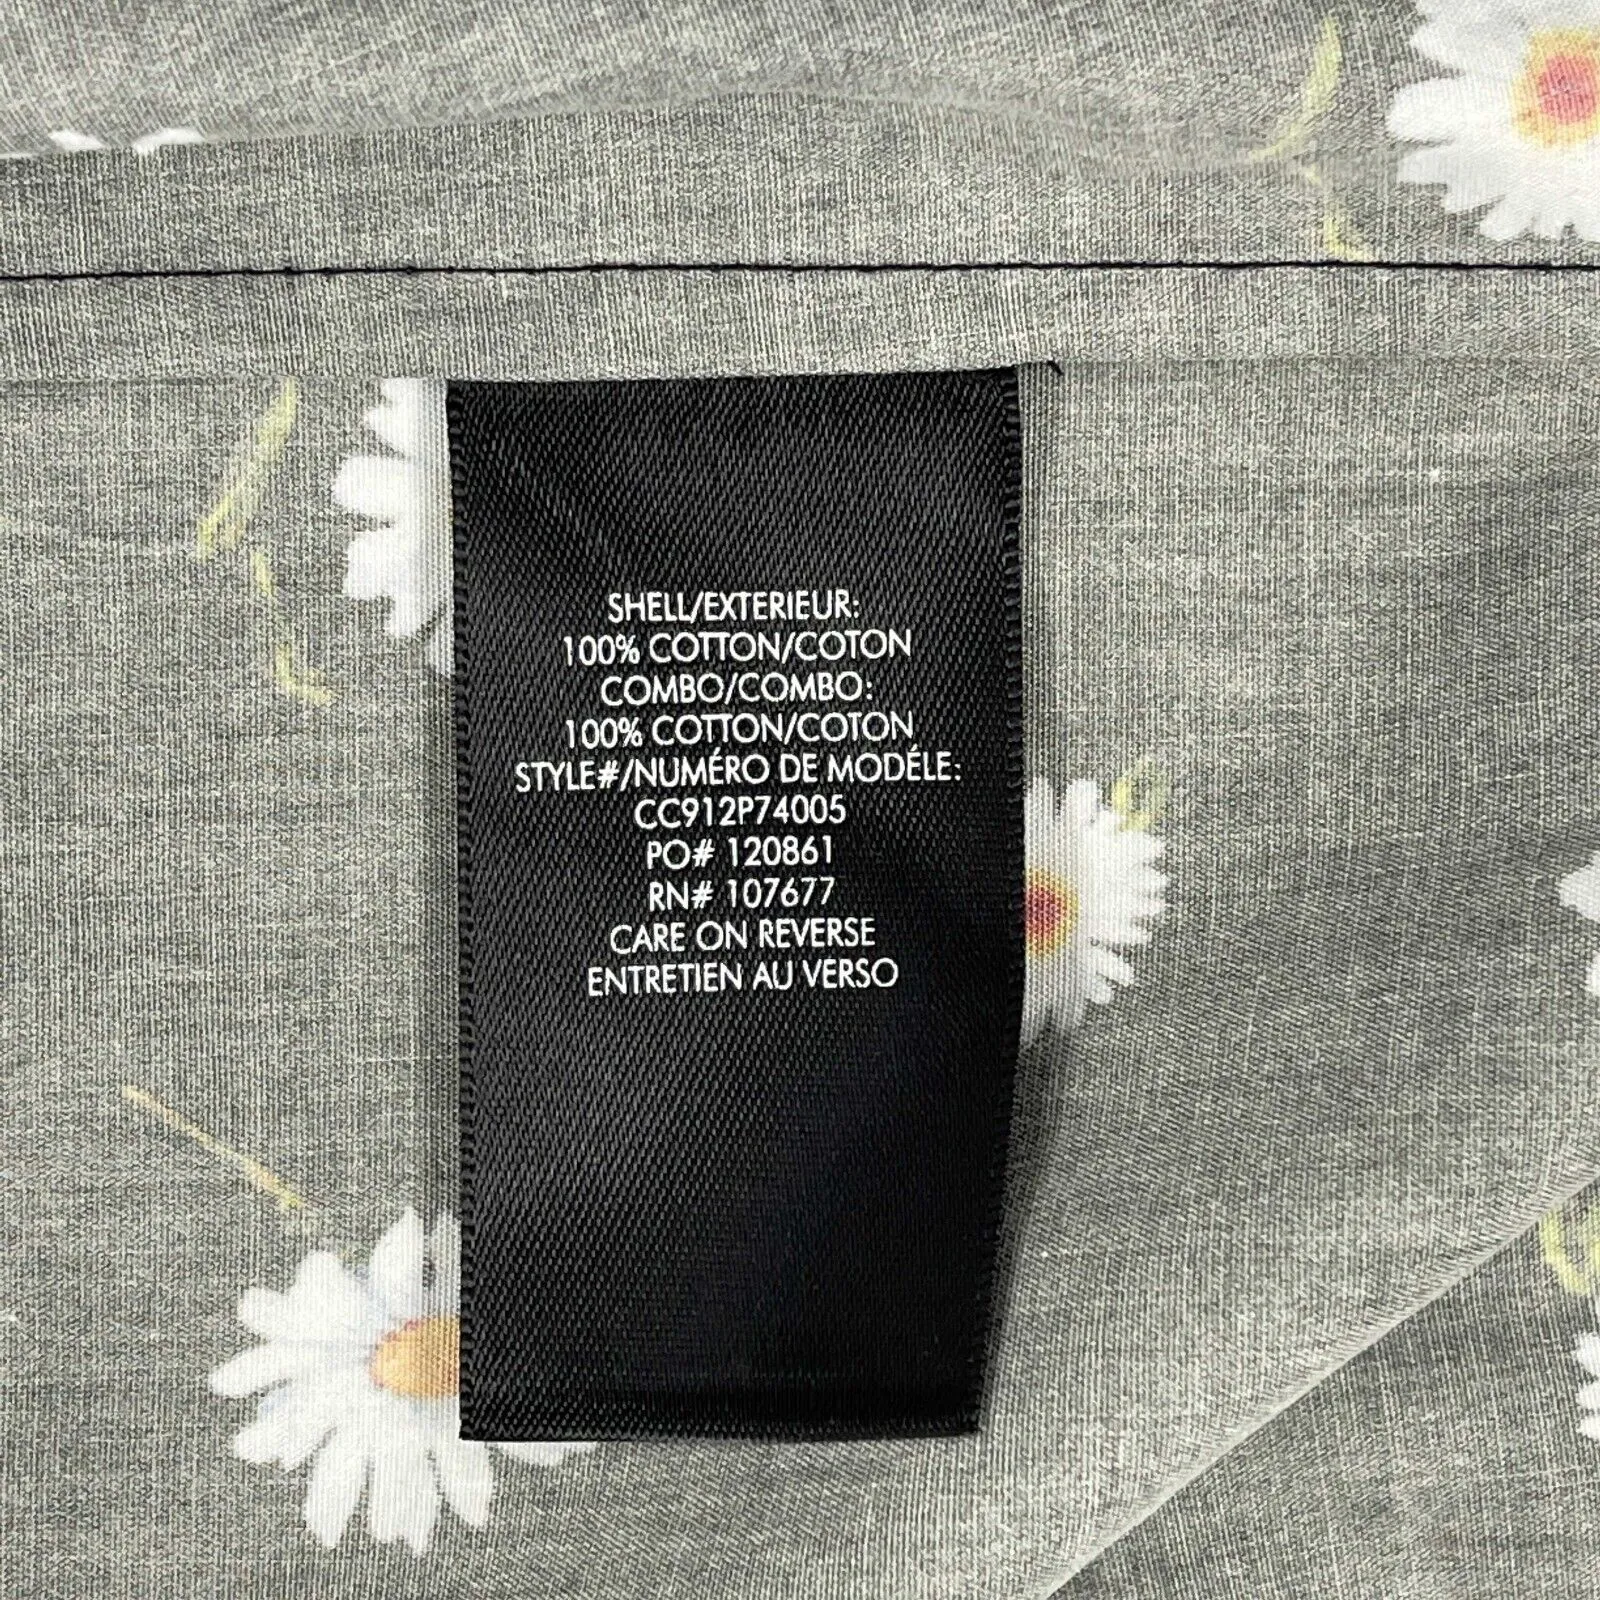 SHELL/EXTERIEUR:
100% COTTON/COTON
COMBO/COMBO:
100% COTTON/COTON
STYLE#/NUMÉRO DE MODÉLE:
CC912P74005
PO# 120861
RN# 107677
CARE ON REVERSE
ENTRETIEN AU VERSO